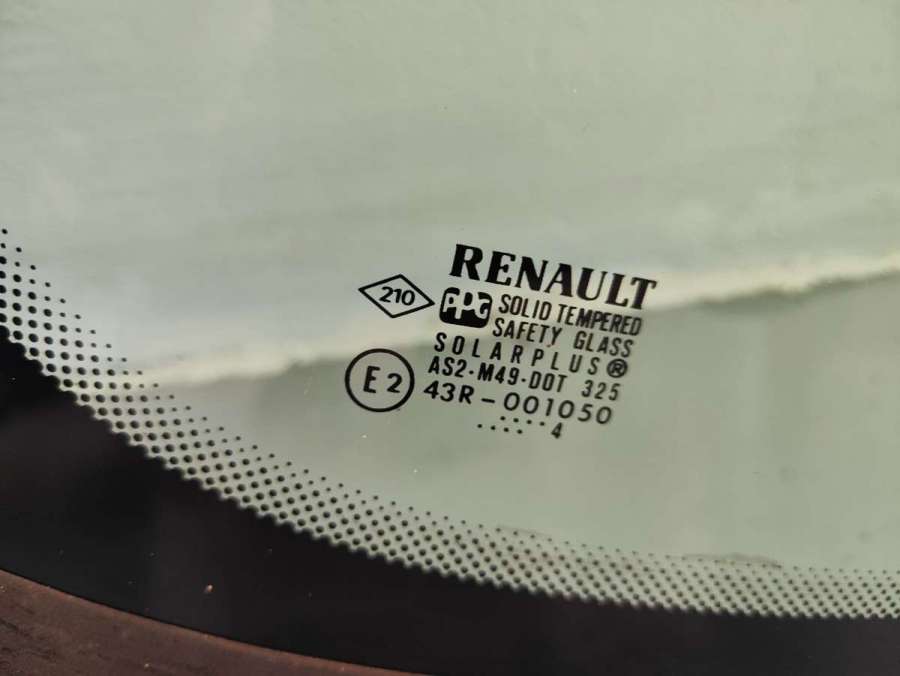 RENAULT
210
PPG SOLID TEMPERED
SAFETY GLASS
SOLARPLUS®
AS2-M49-DOT 325
E2
43R-001050
.... ....
4